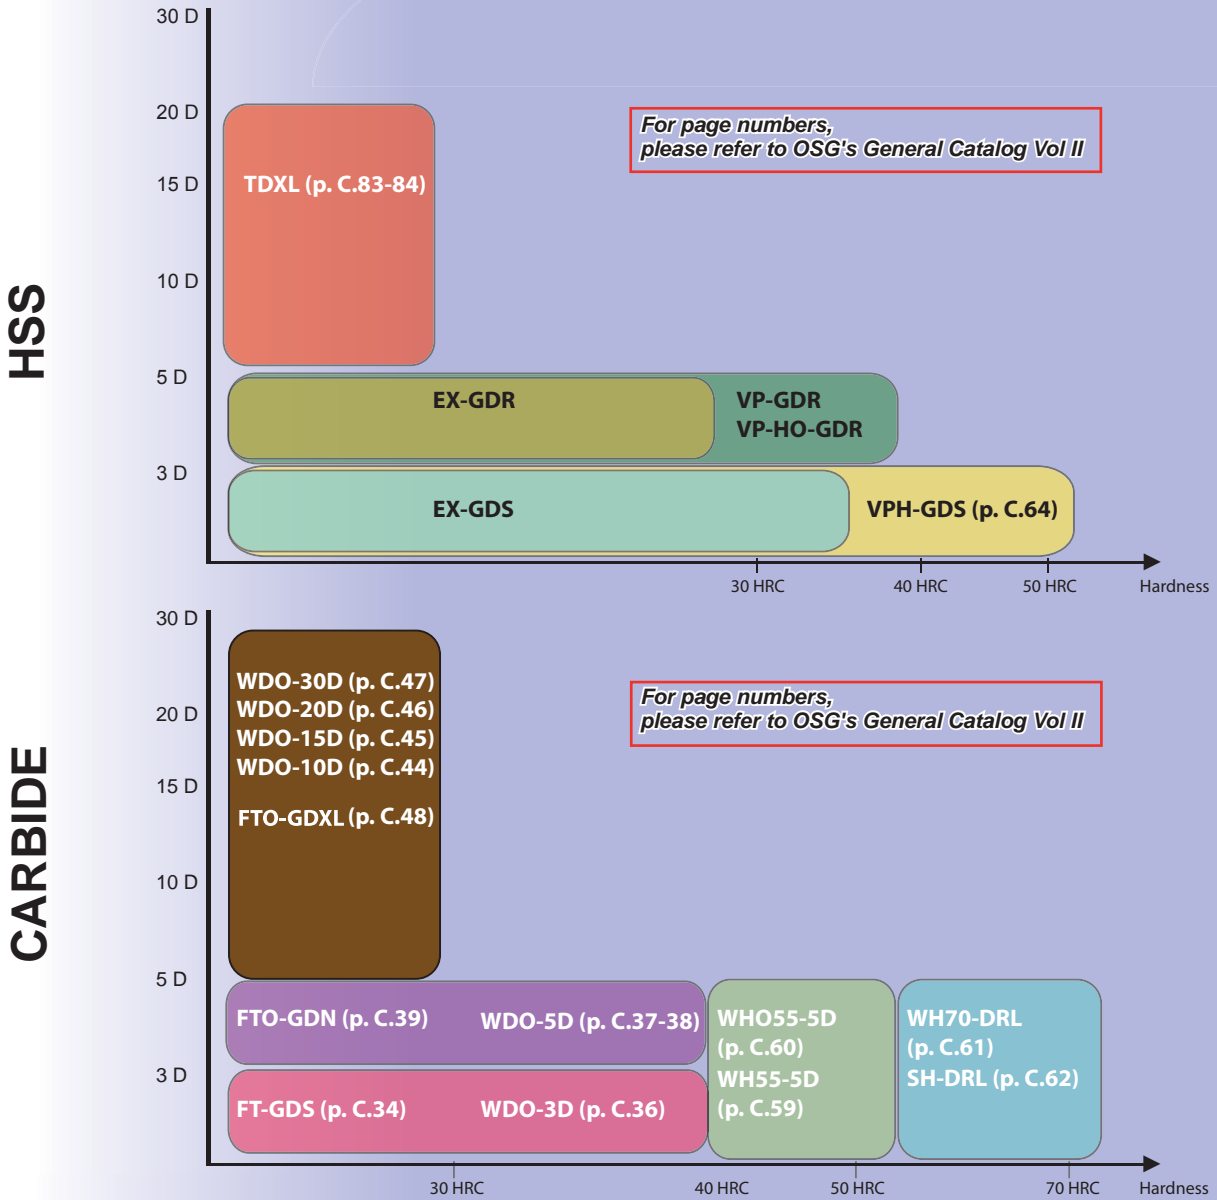 HSS
30 D
20 D
15 D
10 D
5 D
3 D
For page numbers,
please refer to OSG's General Catalog Vol II
TDXL (p. C.83-84)
EX-GDR
VP-GDR
VP-HO-GDR
EX-GDS
VPH-GDS (p. C.64)
30 HRC
40 HRC
50 HRC
Hardness
CARBIDE
30 D
20 D
15 D
10 D
5 D
3 D
For page numbers,
please refer to OSG's General Catalog Vol II
WDO-30D (p. C.47)
WDO-20D (p. C.46)
WDO-15D (p. C.45)
WDO-10D (p. C.44)
FTO-GDXL (p. C.48)
FTO-GDN (p. C.39)
WDO-5D (p. C.37-38)
FT-GDS (p. C.34)
WDO-3D (p. C.36)
WHO55-5D
(p. C.60)
WH55-5D
(p. C.59)
WH70-DRL
(p. C.61)
SH-DRL (p. C.62)
30 HRC
40 HRC
50 HRC
70 HRC
Hardness